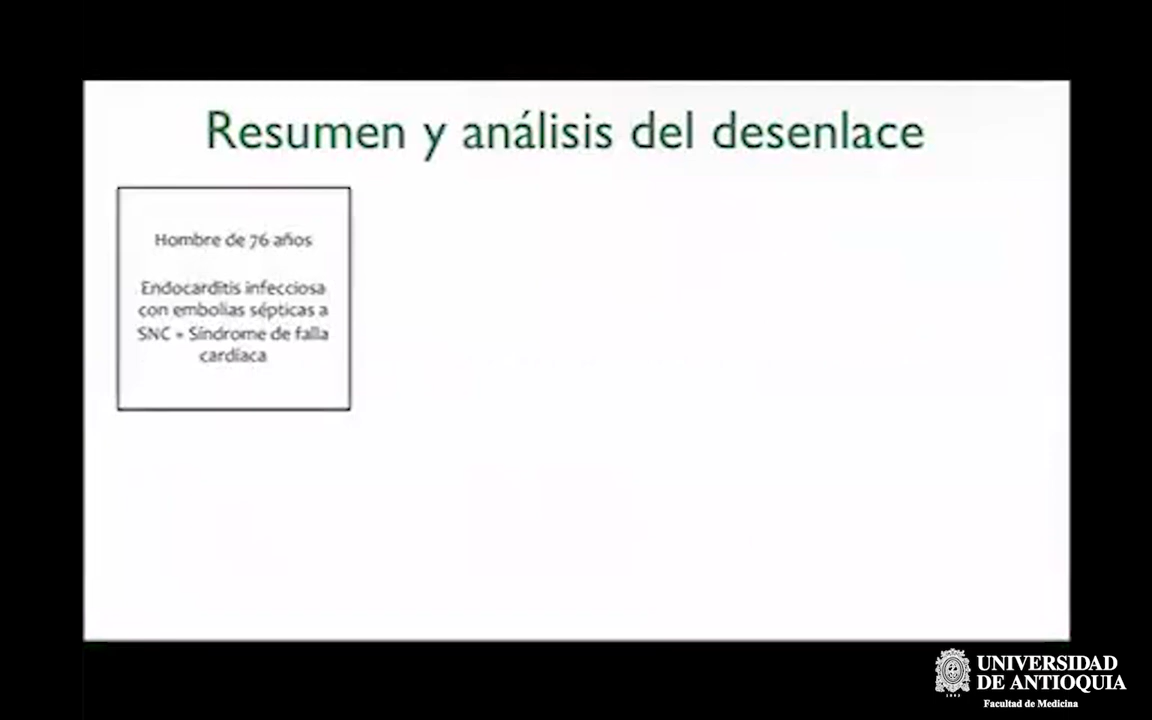 Resumen y análisis del desenlace
Hombre de 76 años
Endocarditis infecciosa
con embolias sépticas a
SNC + Síndrome de falla
cardíaca
UNIVERSIDAD
DE ANTIOQUIA
Facultad de Medicina